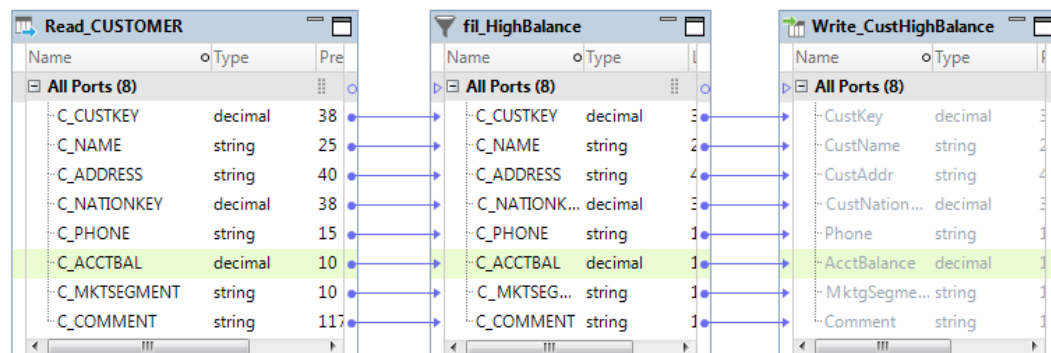 Read_CUSTOMER fil_HighBalance Write_CustHighBalance
Name Type Pre Name Type Name Type
All Ports (8) All Ports (8) All Ports (8)
C_CUSTKEY decimal 38 C_CUSTKEY decimal CustKey decimal
C_NAME string 25 C_NAME string CustName string
C_ADDRESS string 40 C_ADDRESS string CustAddr string
C_NATIONKEY decimal 38 C_NATIONK... decimal CustNation... decimal
C_PHONE string 15 C_PHONE string Phone string
C_ACCTBAL decimal 10 C_ACCTBAL decimal AcctBalance decimal
C_MKTSEGMENT string 10 C_MKTSEG... string MktgSegme... string
C_COMMENT string 117 C_COMMENT string Comment string